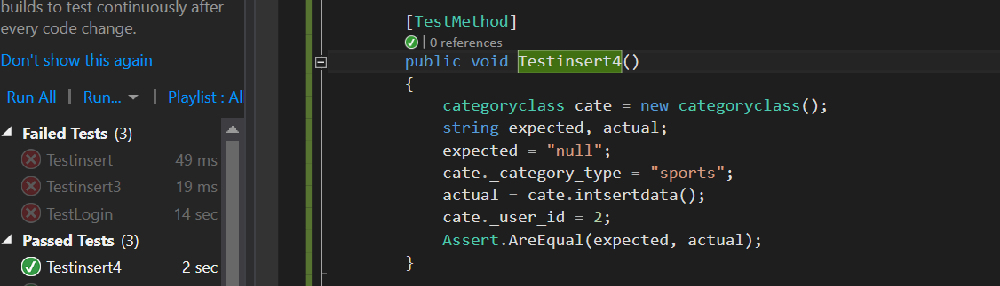 builds to test continuously after
every code change.
Don't show this again
Run All | Run... | Playlist : Al
Failed Tests (3)
Testinsert 49 ms
Testinsert3 19 ms
TestLogin 14 sec
Passed Tests (3)
Testinsert4 2 sec
[TestMethod]
| 0 references
public void Testinsert4()
{
categoryclass cate = new categoryclass();
string expected, actual;
expected = "null";
cate._category_type = "sports";
actual = cate.intsertdata();
cate._user_id = 2;
Assert.AreEqual(expected, actual);
}